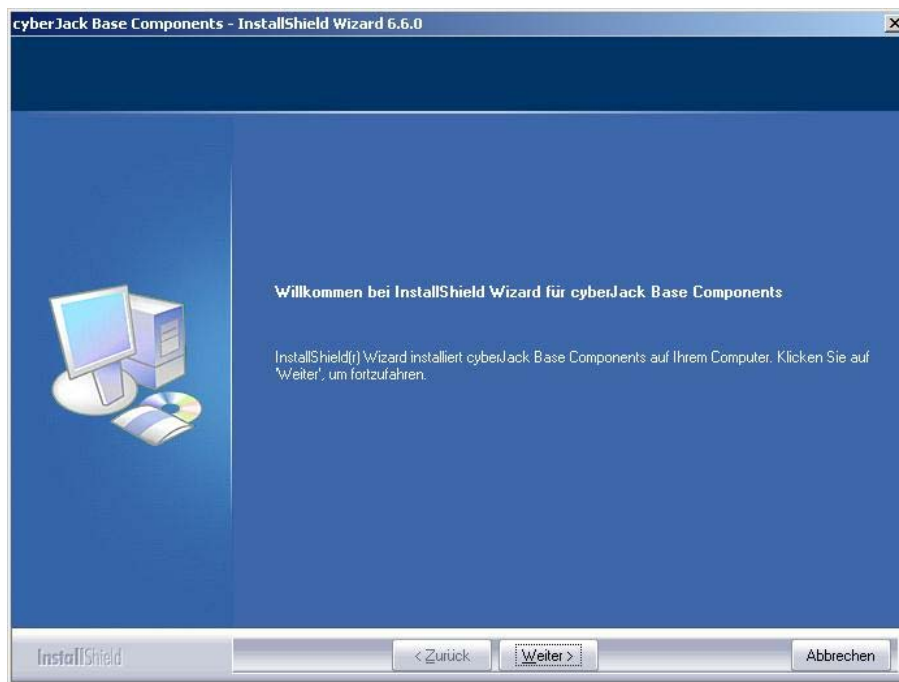 cyberJack Base Components - InstallShield Wizard 6.6.0
Willkommen bei InstallShield Wizard für cyberJack Base Components
InstallShield(r) Wizard installiert cyberJack Base Components auf Ihrem Computer. Klicken Sie auf
'Weiter', um fortzufahren.
InstallShield
< Zurück
Weiter >
Abbrechen